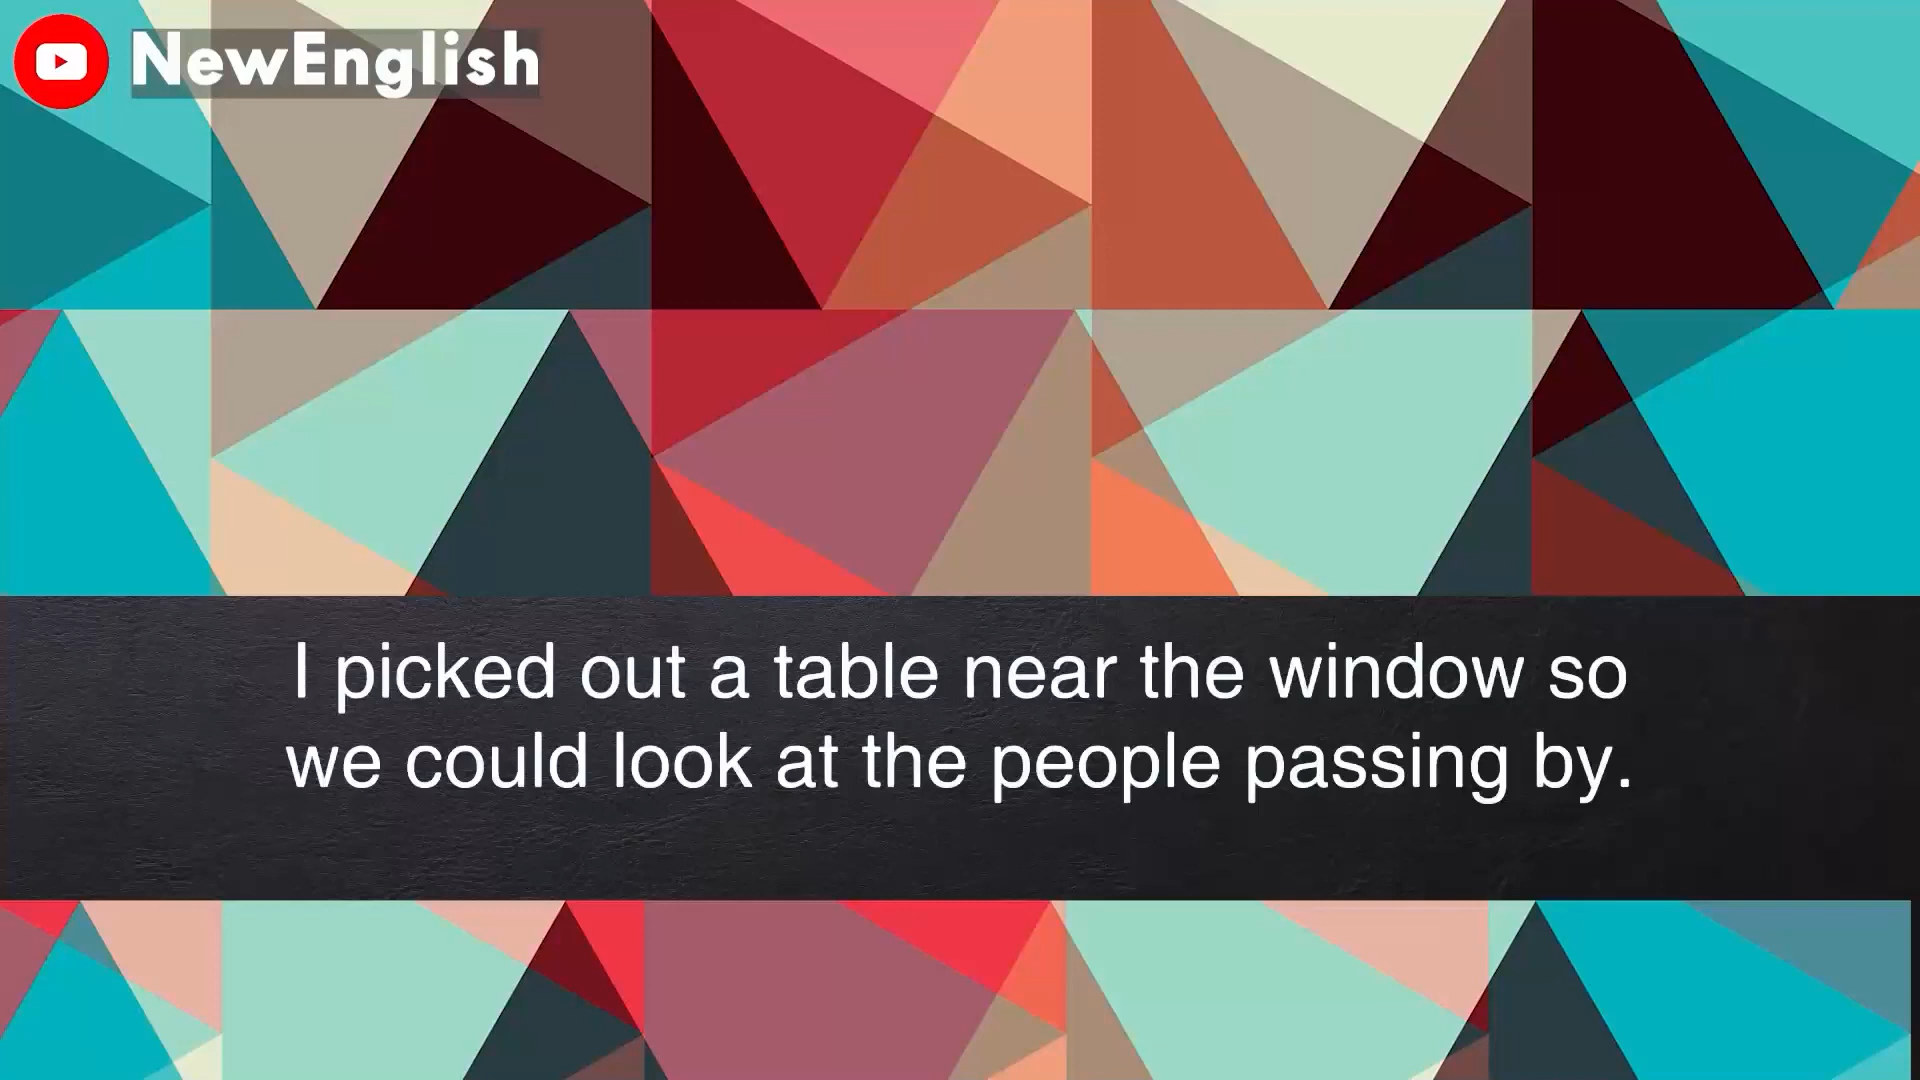 NewEnglish
I picked out a table near the window so
we could look at the people passing by.